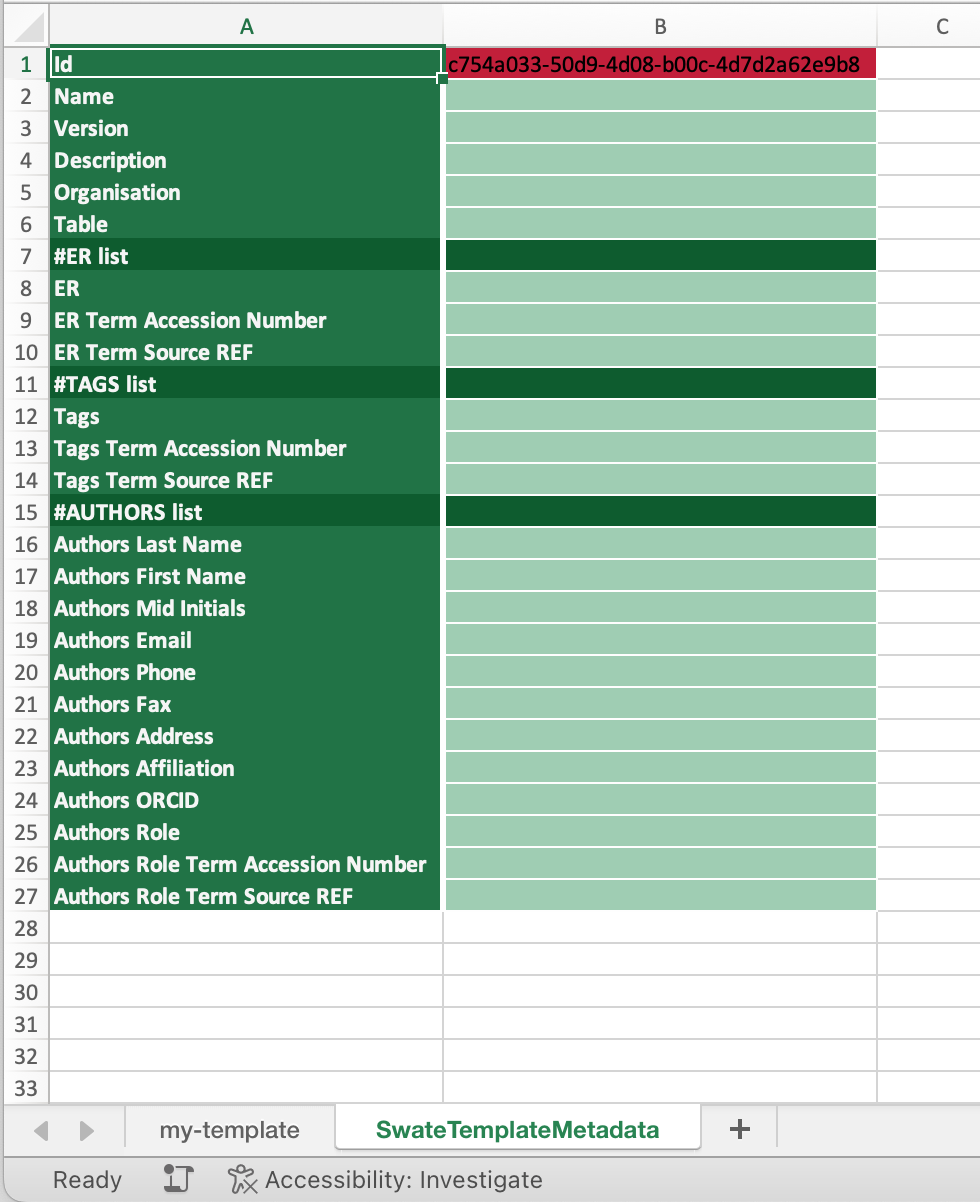 A B C
1 Id c754a033-50d9-4d08-b00c-4d7d2a62e9b8
2 Name
3 Version
4 Description
5 Organisation
6 Table
7 #ER list
8 ER
9 ER Term Accession Number
10 ER Term Source REF
11 #TAGS list
12 Tags
13 Tags Term Accession Number
14 Tags Term Source REF
15 #AUTHORS list
16 Authors Last Name
17 Authors First Name
18 Authors Mid Initials
19 Authors Email
20 Authors Phone
21 Authors Fax
22 Authors Address
23 Authors Affiliation
24 Authors ORCID
25 Authors Role
26 Authors Role Term Accession Number
27 Authors Role Term Source REF
28
29
30
31
32
33
my-template SwateTemplateMetadata +
Ready Accessibility: Investigate